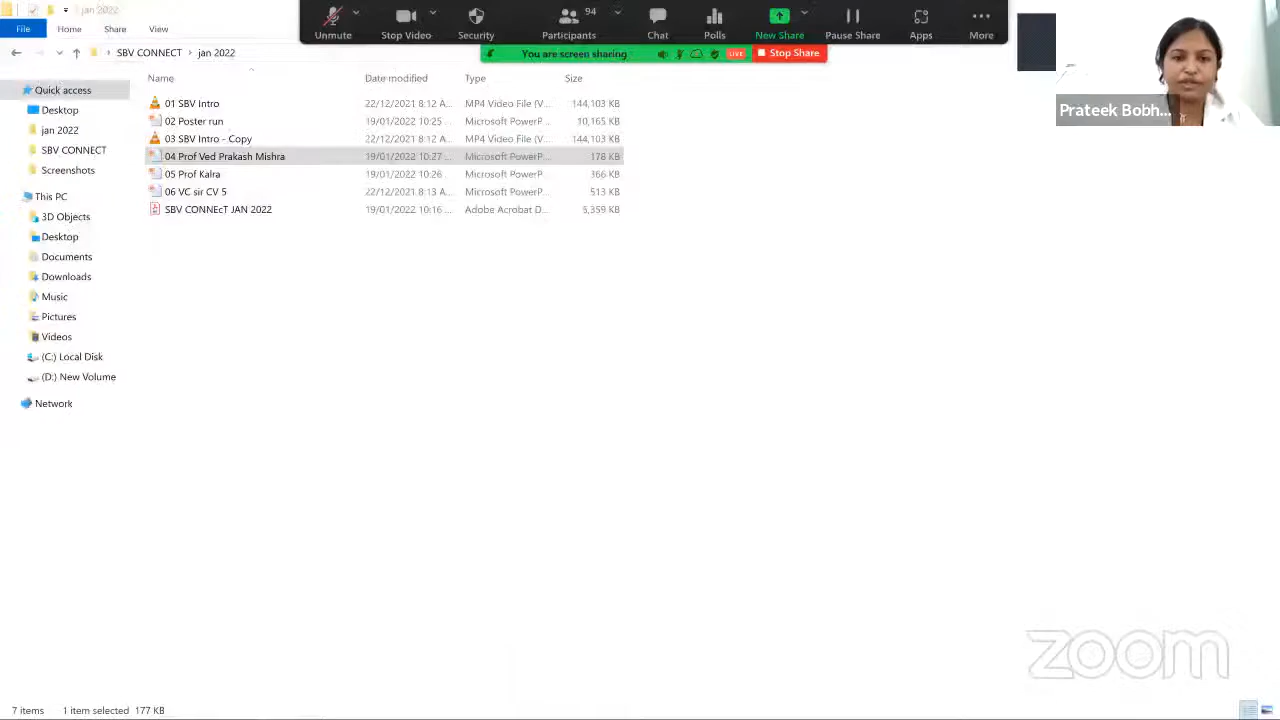 jan 2022
File Home Share View
Unmute Stop Video Security Participants 94 Chat Polls New Share Pause Share Apps More
You are screen sharing LIVE Stop Share
SBV CONNECT > jan 2022
Name Date modified Type Size
01 SBV Intro 22/12/2021 8:12 A... MP4 Video File (V... 144,103 KB
02 Poster run 19/01/2022 10:25 ... Microsoft PowerP... 10,165 KB
03 SBV Intro - Copy 22/12/2021 8:12 A... MP4 Video File (V... 144,103 KB
04 Prof Ved Prakash Mishra 19/01/2022 10:27 ... Microsoft PowerP... 178 KB
05 Prof Kalra 19/01/2022 10:26 ... Microsoft PowerP... 366 KB
06 VC sir CV 5 22/12/2021 8:13 A... Microsoft PowerP... 513 KB
SBV CONNEcT JAN 2022 19/01/2022 10:16 ... Adobe Acrobat D... KB
Quick access
Desktop
jan 2022
SBV CONNECT
Screenshots
This PC
3D Objects
Desktop
Documents
Downloads
Music
Pictures
Videos
(C:) Local Disk
(D:) New Volume
Network
Prateek Bobh...
zoom
7 items 1 item selected 177 KB